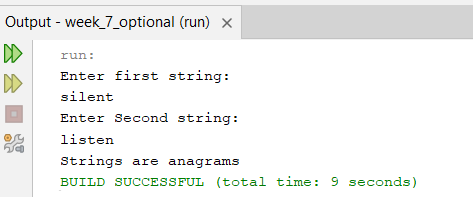 Output - week_7_optional (run)
run:
Enter first string:
silent
Enter Second string:
listen
Strings are anagrams
BUILD SUCCESSFUL (total time: 9 seconds)